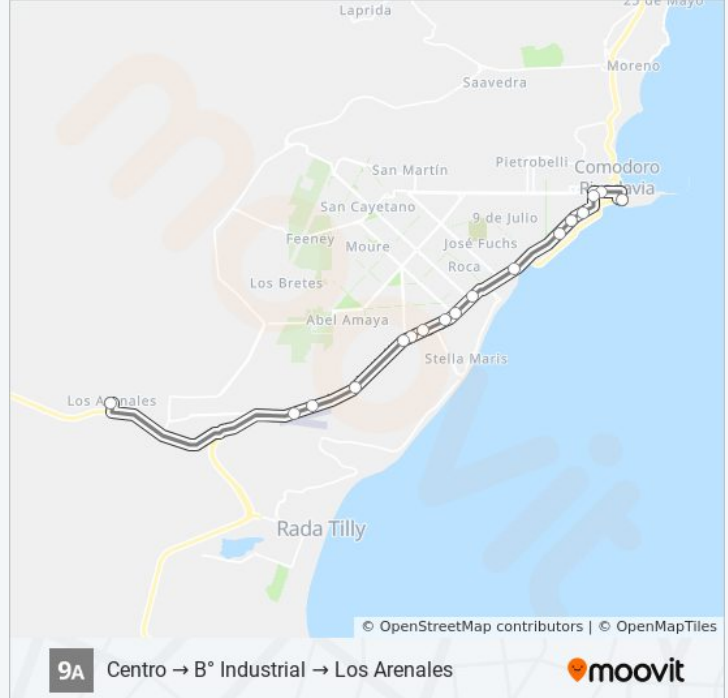 Laprida
25 de Mayo
Moreno
Saavedra
Pietrobelli
Comodoro
Rivadavia
San Martín
San Cayetano
9 de Julio
Feeney
Moure
José Fuchs
Roca
Los Bretes
Abel Amaya
Stella Maris
Los Arenales
Rada Tilly
moovit
© OpenStreetMap contributors | © OpenMapTiles
9A
Centro → B° Industrial → Los Arenales
moovit